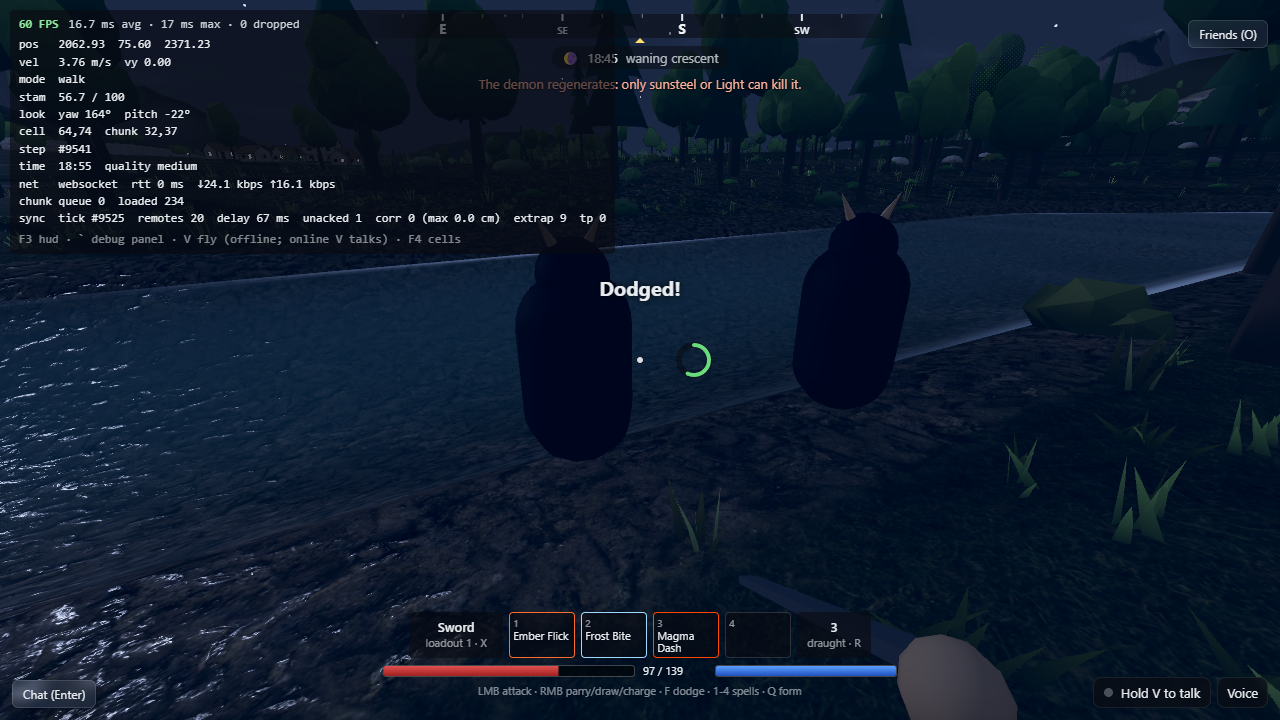 60 FPS 16.7 ms avg · 17 ms max · 0 dropped
pos 2062.93 75.60 2371.23
vel 3.76 m/s vy 0.00
mode walk
stam 56.7 / 100
look yaw 164° pitch -22°
cell 64,74 chunk 32,37
step #9541
time 18:55 quality medium
net websocket rtt 0 ms ↓24.1 kbps ↑16.1 kbps
chunk queue 0 loaded 234
sync tick #9525 remotes 20 delay 67 ms unacked 1 corr 0 (max 0.0 cm) extrap 9 tp 0
F3 hud · ` debug panel · V fly (offline; online V talks) · F4 cells
E SE S SW
18:45 waning crescent
The demon regenerates: only sunsteel or Light can kill it.
Friends (O)
Dodged!
Sword
loadout 1 · X
1 Ember Flick
2 Frost Bite
3 Magma Dash
4
3
draught · R
97 / 139
LMB attack · RMB parry/draw/charge · F dodge · 1-4 spells · Q form
Chat (Enter)
Hold V to talk
Voice